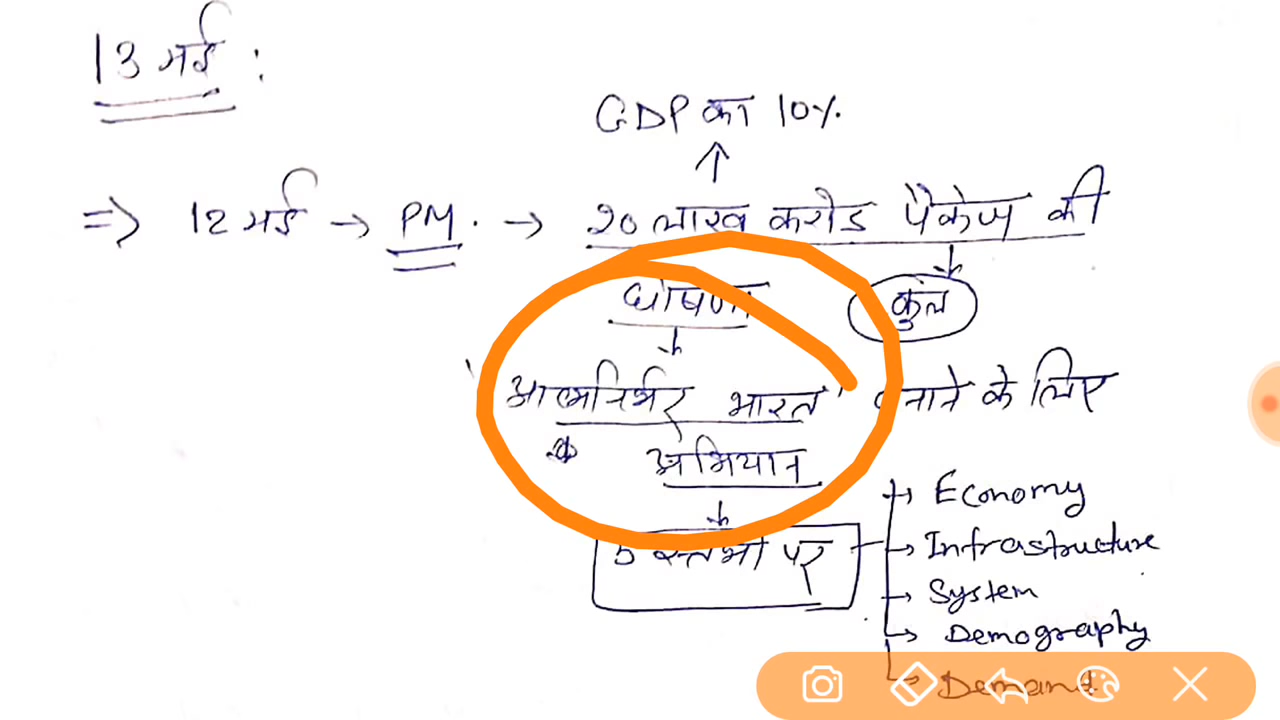 13 मई :
GDP का 10%.
↑
=> 12 मई → PM. → 20 लाख करोड पैकेज की
घोषणा
कुल
'आत्मनिर्भर भारत' बनाने के लिए
अभियान
5 स्तंभो पर
→ Economy
→ Infrastructure
→ System
→ Demography
→ Demand